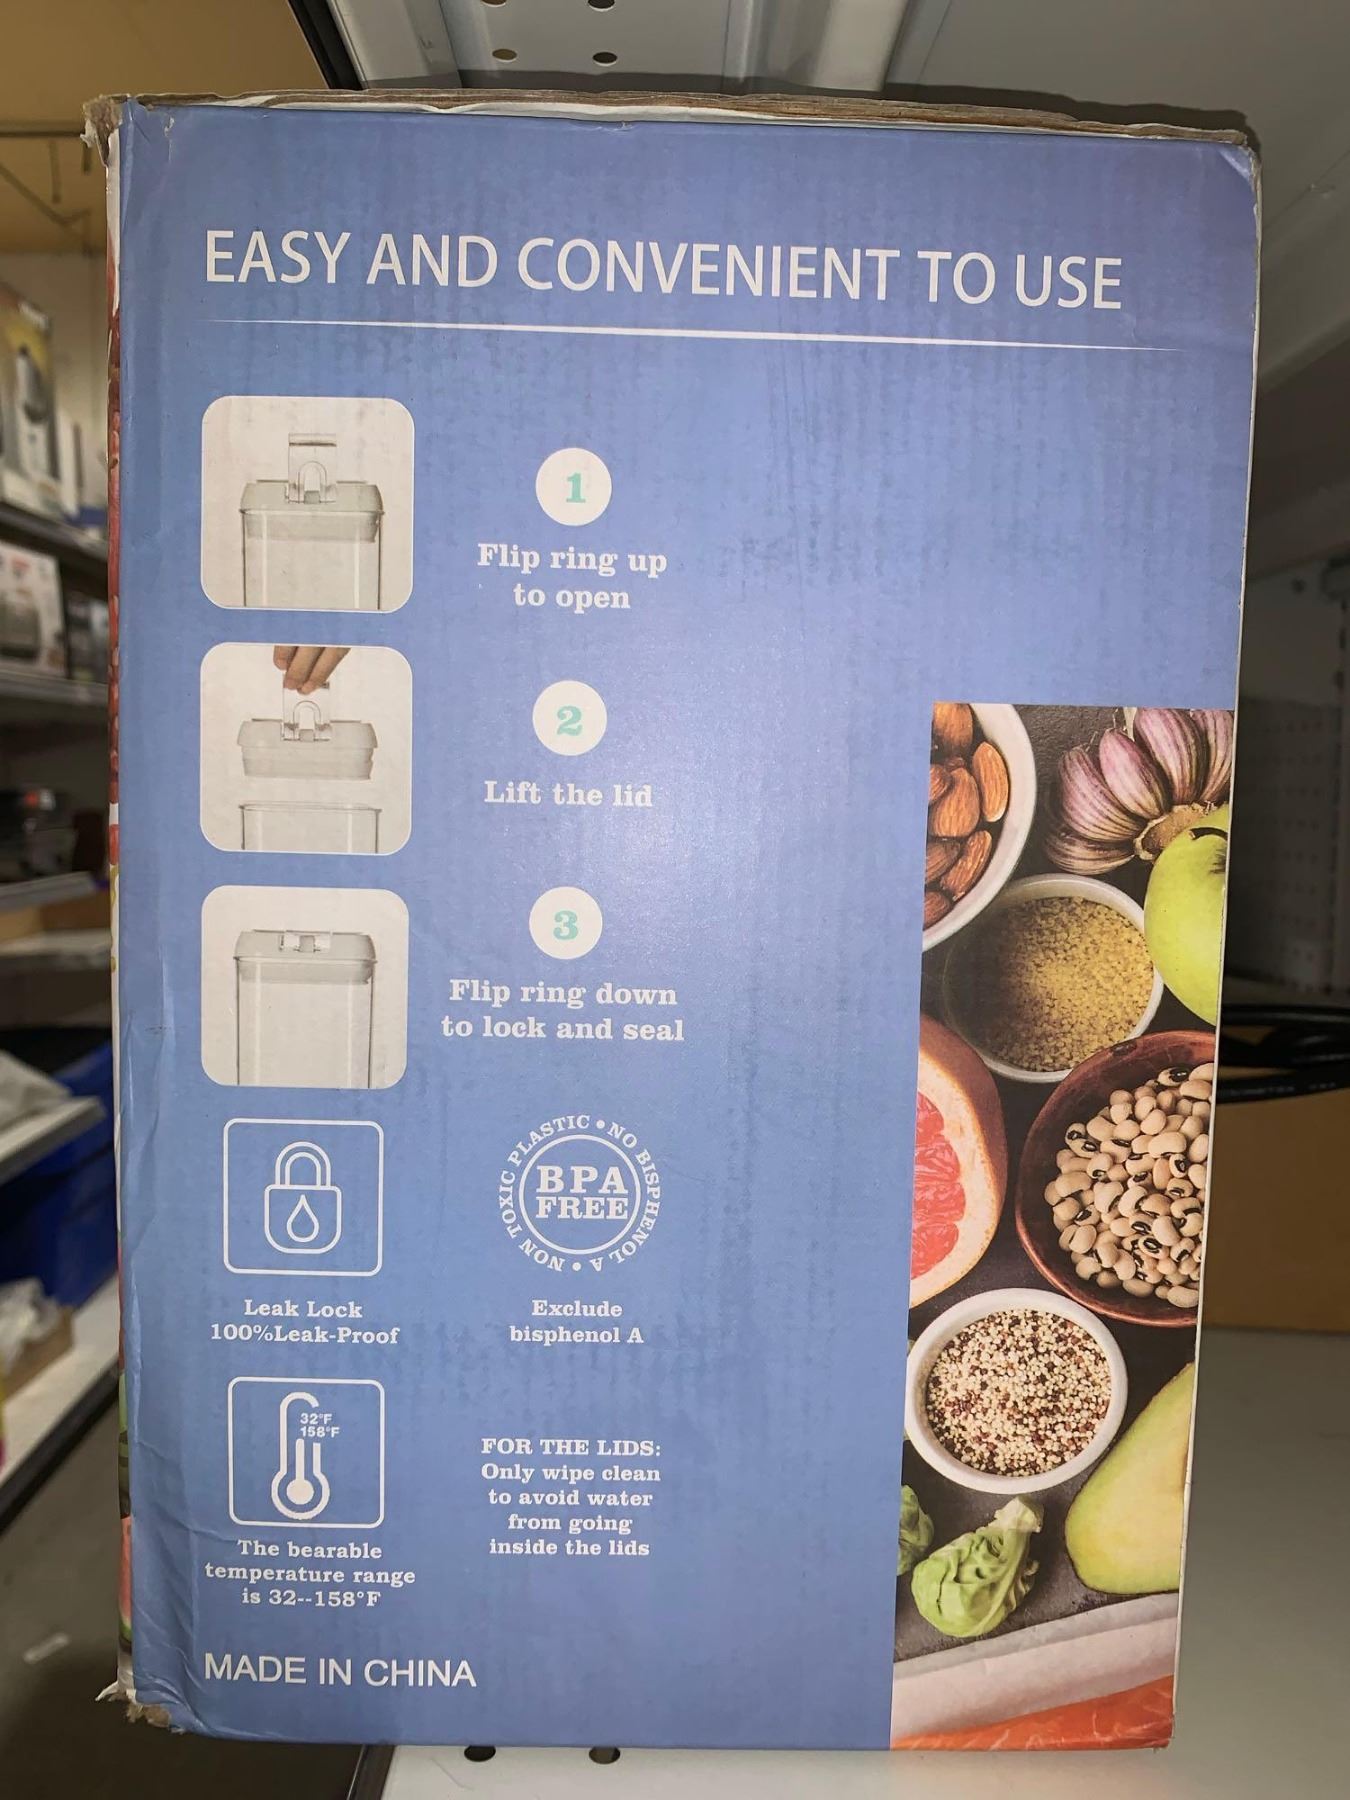 EASY AND CONVENIENT TO USE
1
Flip ring up
to open
2
Lift the lid
3
Flip ring down
to lock and seal
NON TOXIC PLASTIC • NO BISPHENOL A •
BPA
FREE
Leak Lock
100%Leak-Proof
Exclude
bisphenol A
32°F
158°F
The bearable
temperature range
is 32--158°F
FOR THE LIDS:
Only wipe clean
to avoid water
from going
inside the lids
MADE IN CHINA